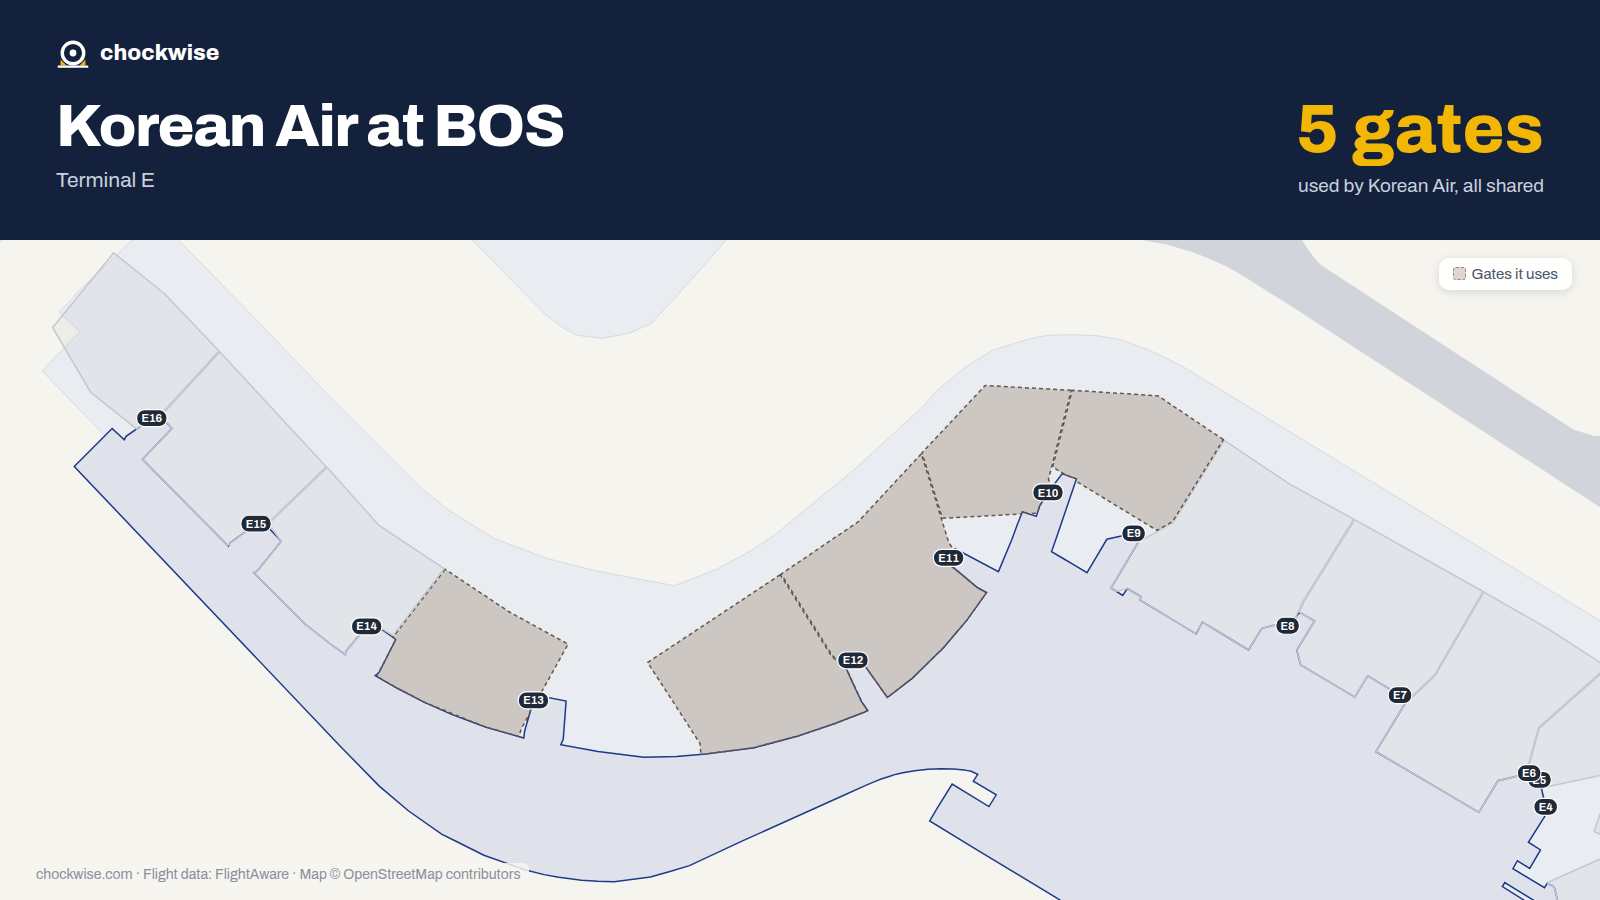 chockwise
Korean Air at BOS
Terminal E
5 gates
used by Korean Air, all shared
Gates it uses
E16
E15
E14
E13
E12
E11
E10
E9
E8
E7
E6
E5
E4
chockwise.com · Flight data: FlightAware · Map © OpenStreetMap contributors